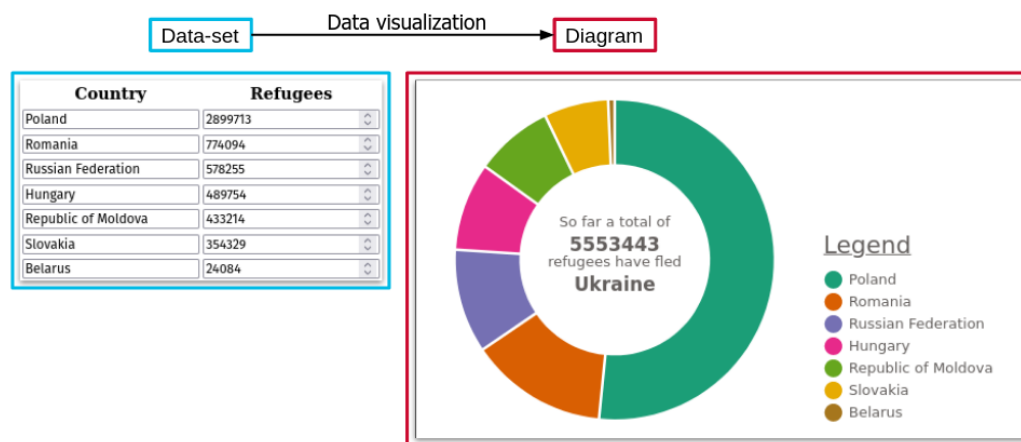 Data visualization
Data-set
Diagram
Country Refugees
Poland 2899713
Romania 774094
Russian Federation 578255
Hungary 489754
Republic of Moldova 433214
Slovakia 354329
Belarus 24084
So far a total of
5553443
refugees have fled
Ukraine
Legend
Poland
Romania
Russian Federation
Hungary
Republic of Moldova
Slovakia
Belarus